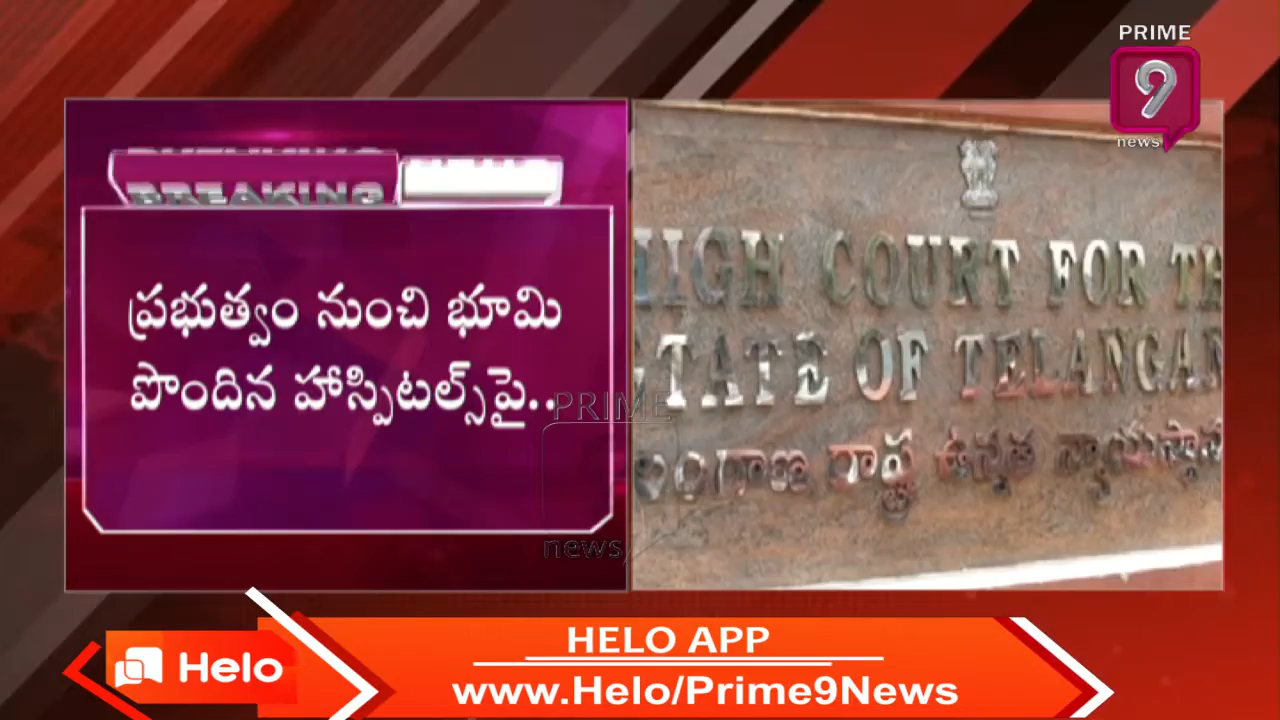 PRIME
9
news
BREAKING
ప్రభుత్వం నుంచి భూమి
పొందిన హాస్పిటల్స్‌పై..
HIGH COURT FOR TH
STATE OF TELANGAN
లంగాణ రాష్ట్ర ఉన్నత న్యాయస్థాన
PRIME
news
Helo
HELO APP
www.Helo/Prime9News